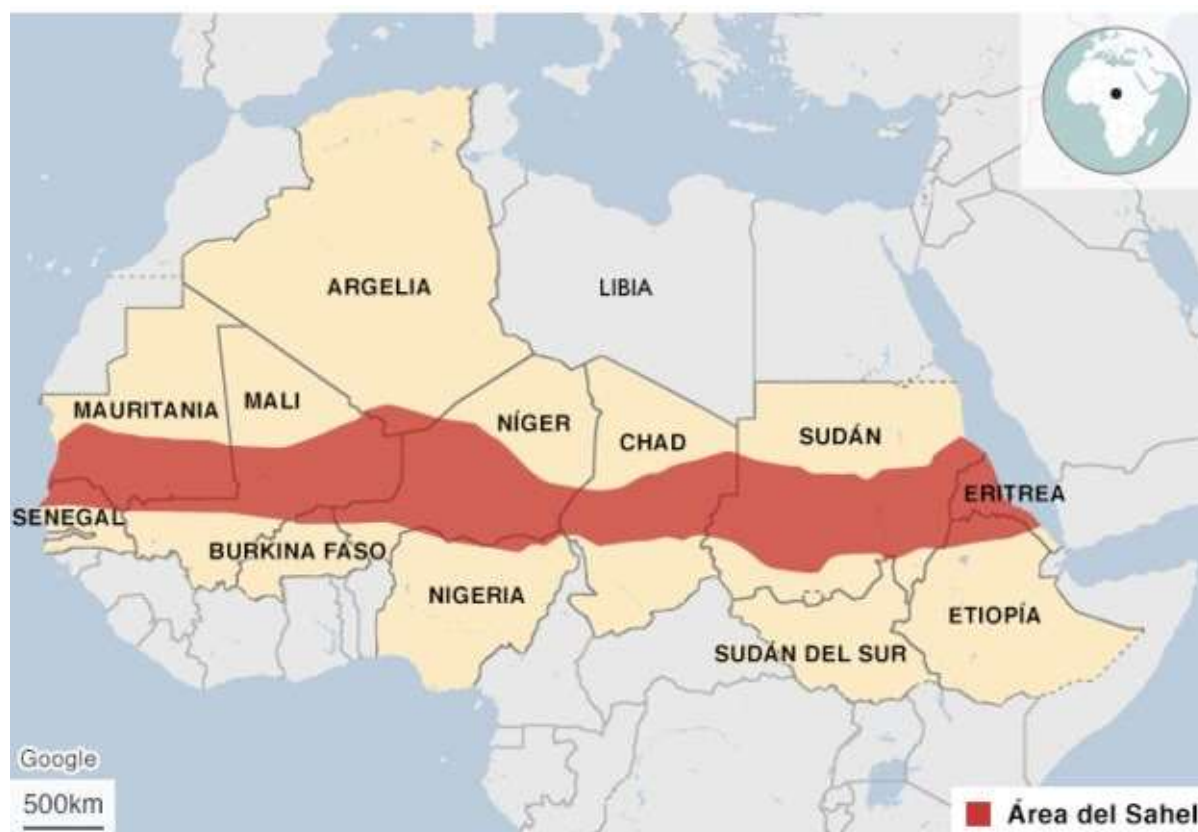 ARGELIA
LIBIA
MAURITANIA
MALI
NÍGER
CHAD
SUDÁN
ERITREA
SENEGAL
BURKINA FASO
NIGERIA
ETIOPÍA
SUDÁN DEL SUR
Google
500km
Área del Sahel